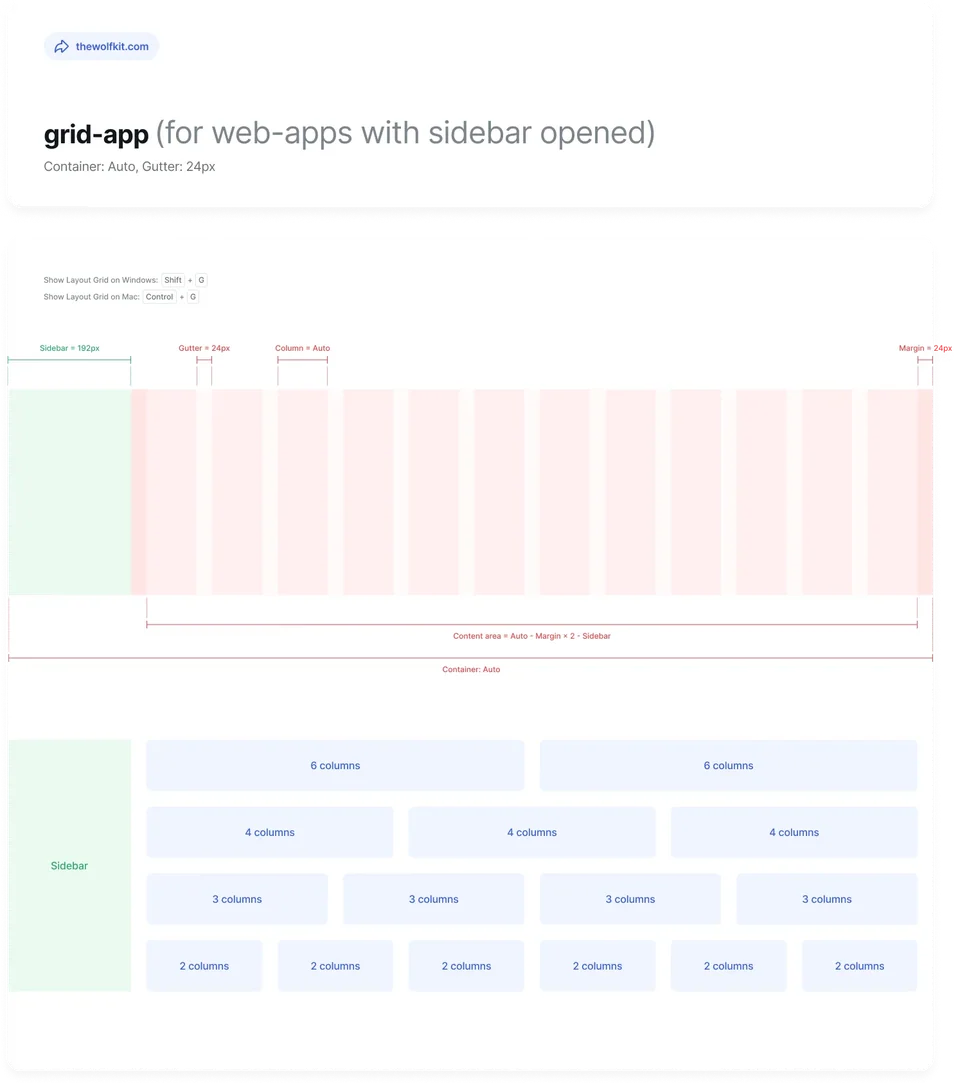 thewolfkit.com
grid-app (for web-apps with sidebar opened)
Container: Auto, Gutter: 24px
Show Layout Grid on Windows: Shift + G
Show Layout Grid on Mac: Control + G
Sidebar = 192px Gutter = 24px Column = Auto Margin = 24px
Content area = Auto - Margin × 2 - Sidebar
Container: Auto
6 columns 6 columns
4 columns 4 columns 4 columns
Sidebar
3 columns 3 columns 3 columns 3 columns
2 columns 2 columns 2 columns 2 columns 2 columns 2 columns